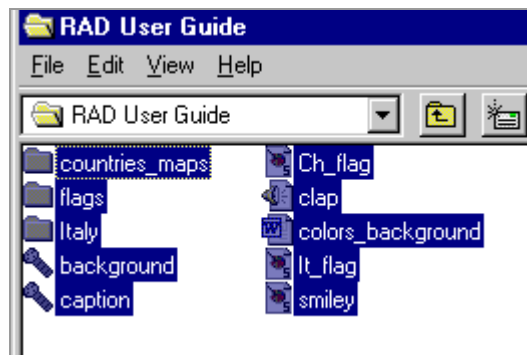 RAD User Guide
File Edit View Help
RAD User Guide
countries_maps
flags
Italy
background
caption
Ch_flag
clap
colors_background
It_flag
smiley